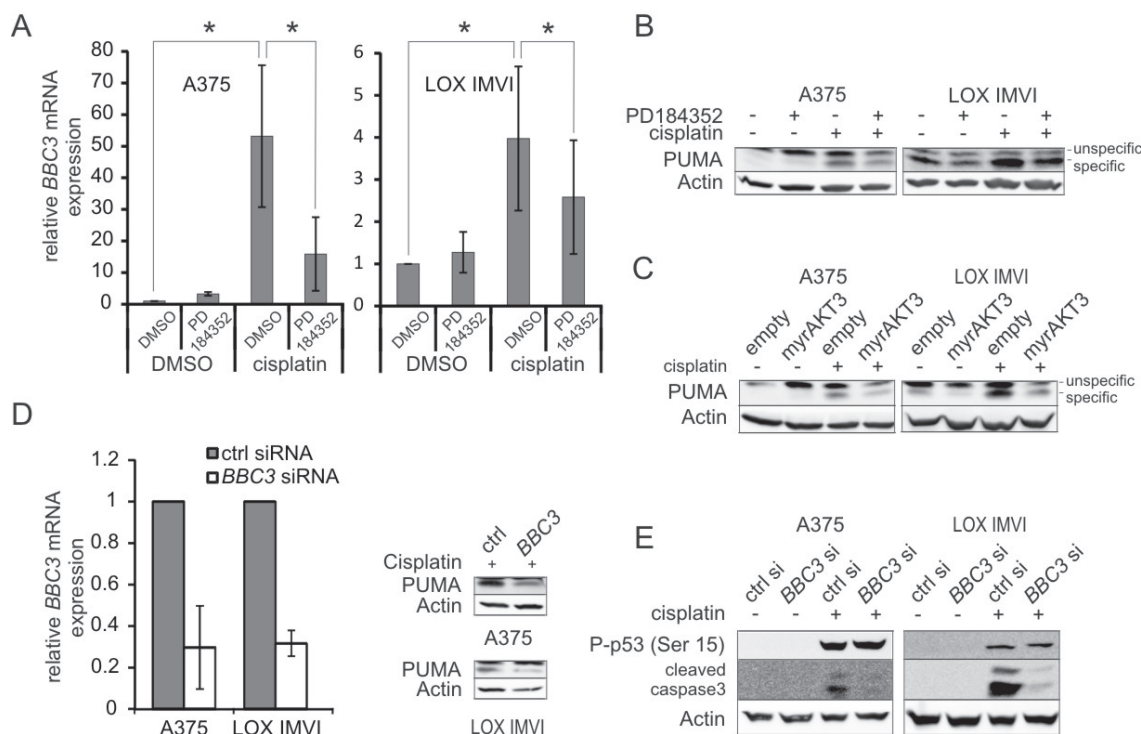 A
* *
* *
relative BBC3 mRNA
expression
80
70
60
50
40
30
20
10
0
A375
DMSO
PD
184352
DMSO
PD
184352
DMSO
cisplatin
6
5
4
3
2
1
0
LOX IMVI
DMSO
PD
184352
DMSO
PD
184352
DMSO
cisplatin
B
A375
LOX IMVI
PD184352 - + - + - + - +
cisplatin - - + + - - + +
PUMA
-unspecific
-specific
Actin
C
A375
LOX IMVI
empty myrAKT3 empty myrAKT3 empty myrAKT3 empty myrAKT3
cisplatin - - + + - - + +
PUMA
-unspecific
-specific
Actin
D
relative BBC3 mRNA
expression
1.2
1
0.8
0.6
0.4
0.2
0
ctrl siRNA
BBC3 siRNA
A375 LOX IMVI
ctrl BBC3
Cisplatin + +
PUMA
Actin
A375
PUMA
Actin
LOX IMVI
E
A375
LOX IMVI
ctrl si BBC3 si ctrl si BBC3 si ctrl si BBC3 si ctrl si BBC3 si
cisplatin - - + + - - + +
P-p53 (Ser 15)
cleaved
caspase3
Actin